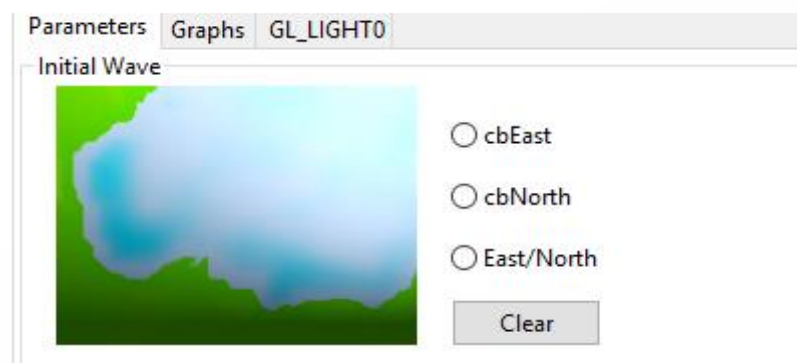 Parameters Graphs GL_LIGHT0
Initial Wave
cbEast
cbNorth
East/North
Clear